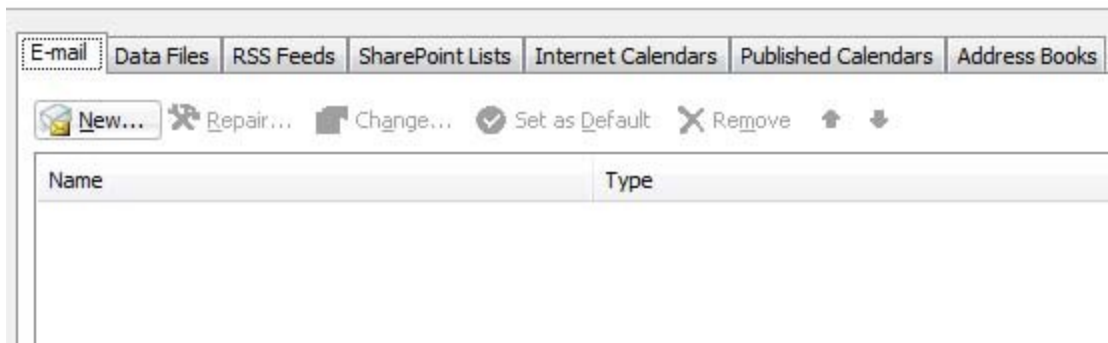 E-mail Data Files RSS Feeds SharePoint Lists Internet Calendars Published Calendars Address Books
New... Repair... Change... Set as Default Remove
Name Type